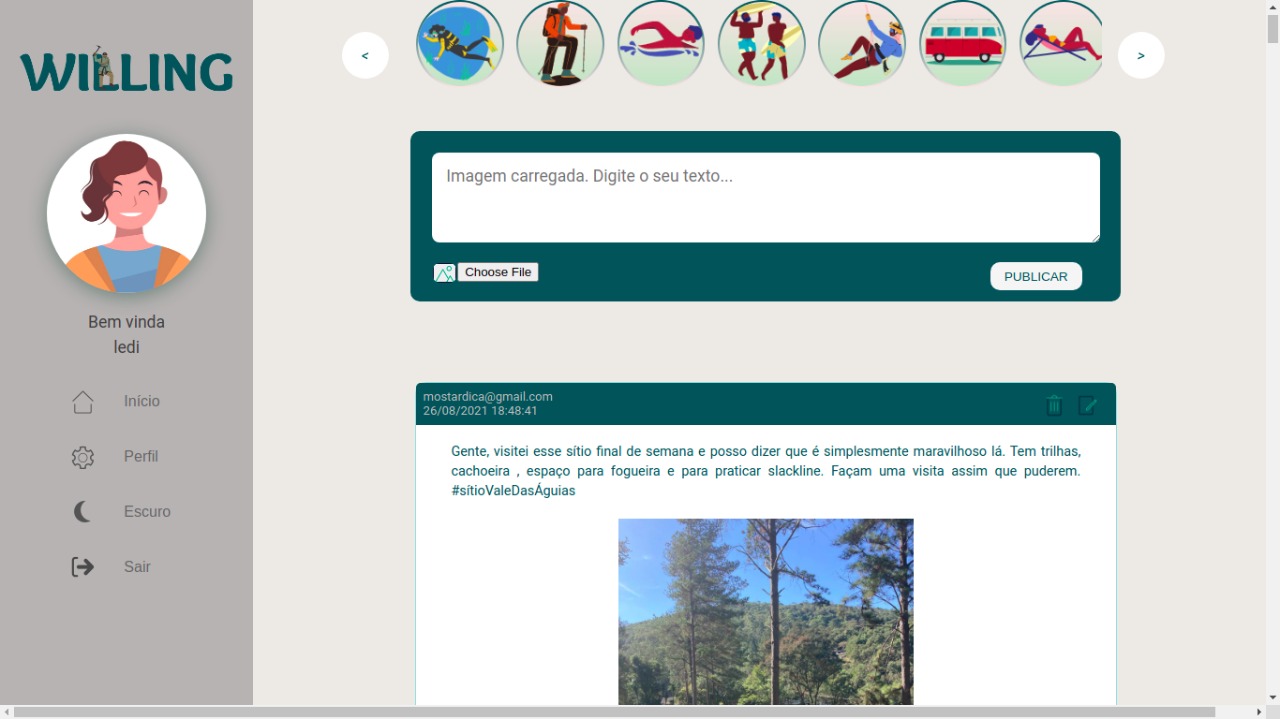 WILLING
Bem vinda
ledi
Início
Perfil
Escuro
Sair
<
>
Imagem carregada. Digite o seu texto...
Choose File
PUBLICAR
mostardica@gmail.com
26/08/2021 18:48:41
Gente, visitei esse sítio final de semana e posso dizer que é simplesmente maravilhoso lá. Tem trilhas,
cachoeira , espaço para fogueira e para praticar slackline. Façam uma visita assim que puderem.
#sítioValeDasÁguias